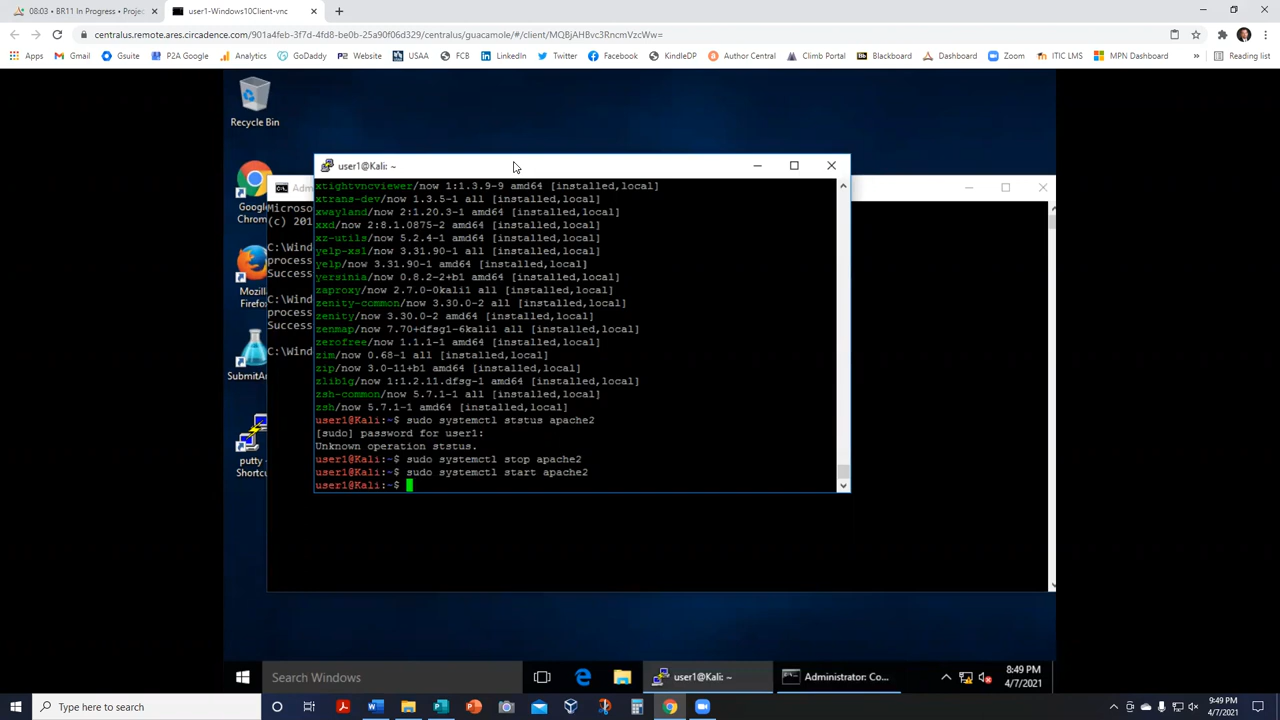 08:03 • BR11 In Progress • Projec
user1-Windows10Client-vnc
centralus.remote.ares.circadence.com/901a4feb-3f7d-4fd8-be0b-25a90f06d329/centralus/guacamole/#/client/MQBjAHBvc3RncmVzcWw=
Apps
Gmail
Gsuite
P2A Google
Analytics
GoDaddy
Website
USAA
FCB
LinkedIn
Twitter
Facebook
KindleDP
Author Central
Climb Portal
Blackboard
Dashboard
Zoom
ITIC LMS
MPN Dashboard
»
Reading list
Recycle Bin
Google
Chrom
Mozill
Firefo
SubmitAr
putty -
Shortcu
Adm
Microso
(c) 201
C:\Wind
process
Success
C:\Wind
process
Success
C:\Wind
user1@Kali: ~
xtightvncviewer/now 1:1.3.9-9 amd64 [installed,local]
xtrans-dev/now 1.3.5-1 all [installed,local]
xwayland/now 2:1.20.3-1 amd64 [installed,local]
xxd/now 2:8.1.0875-2 amd64 [installed,local]
xz-utils/now 5.2.4-1 amd64 [installed,local]
yelp-xsl/now 3.31.90-1 all [installed,local]
yelp/now 3.31.90-1 amd64 [installed,local]
yersinia/now 0.8.2-2+b1 amd64 [installed,local]
zaproxy/now 2.7.0-0kali1 all [installed,local]
zenity-common/now 3.30.0-2 all [installed,local]
zenity/now 3.30.0-2 amd64 [installed,local]
zenmap/now 7.70+dfsg1-6kali1 all [installed,local]
zerofree/now 1.1.1-1 amd64 [installed,local]
zim/now 0.68-1 all [installed,local]
zip/now 3.0-11+b1 amd64 [installed,local]
zlib1g/now 1:1.2.11.dfsg-1 amd64 [installed,local]
zsh-common/now 5.7.1-1 all [installed,local]
zsh/now 5.7.1-1 amd64 [installed,local]
user1@Kali:~$ sudo systemctl ststus apache2
[sudo] password for user1:
Unknown operation ststus.
user1@Kali:~$ sudo systemctl stop apache2
user1@Kali:~$ sudo systemctl start apache2
user1@Kali:~$
Search Windows
user1@Kali: ~
Administrator: Co...
8:49 PM
4/7/2021
Type here to search
9:49 PM
4/7/2021